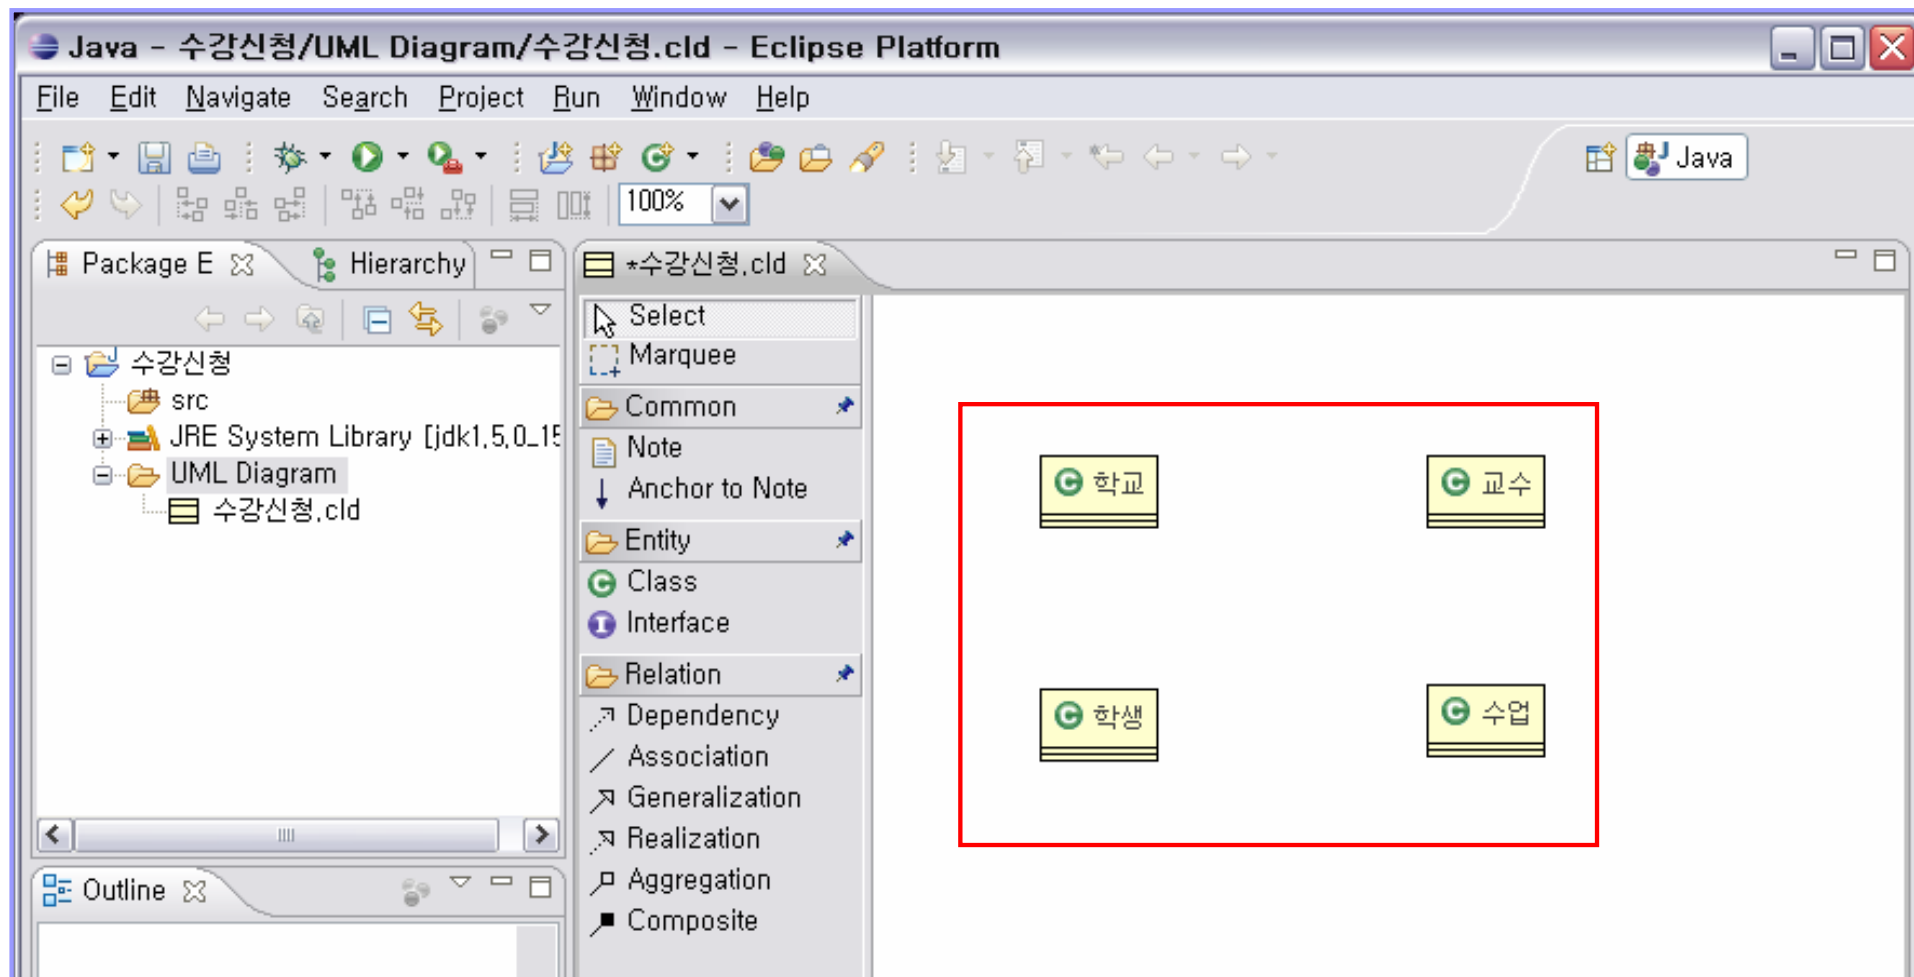 Java - 수강신청/UML Diagram/수강신청.cld - Eclipse Platform
File Edit Navigate Search Project Run Window Help
Java
100%
Package E Hierarchy
수강신청
src
JRE System Library [jdk1.5.0_15
UML Diagram
수강신청.cld
Outline
*수강신청.cld
Select
Marquee
Common
Note
Anchor to Note
Entity
Class
Interface
Relation
Dependency
Association
Generalization
Realization
Aggregation
Composite
C 학교
C 교수
C 학생
C 수업